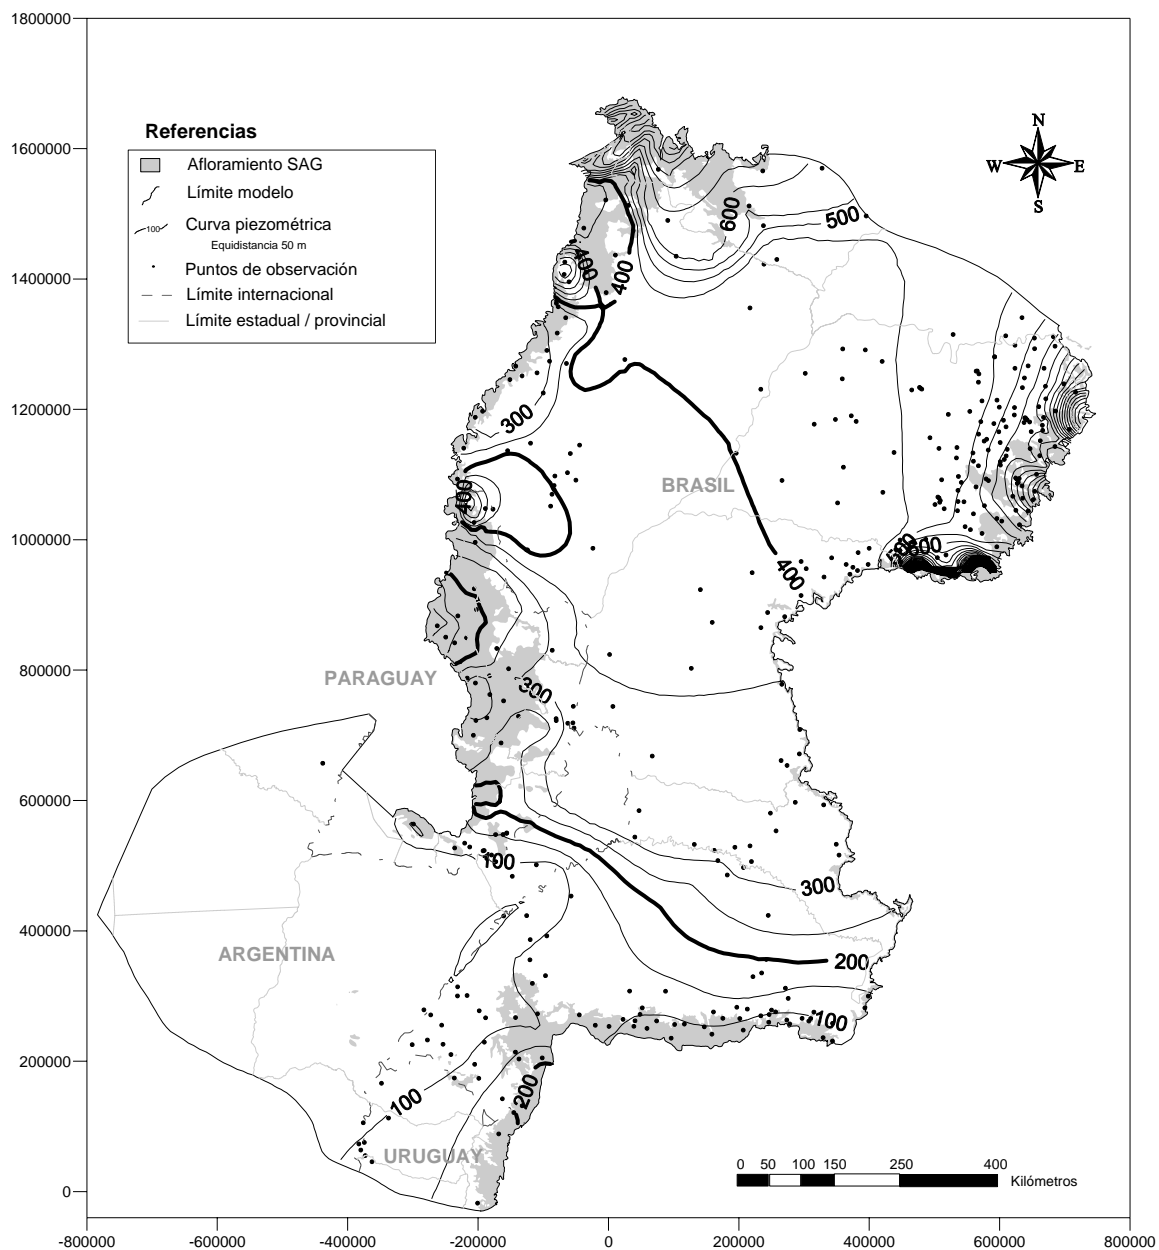 1800000
1600000
1400000
1200000
1000000
800000
600000
400000
200000
0
Referencias
Afloramiento SAG
Límite modelo
100
Curva piezométrica
Equidistancia 50 m
Puntos de observación
Límite internacional
Límite estadual / provincial
N
W E
S
600
500
400
400
300
BRASIL
400
500
600
400
PARAGUAY
300
100
300
ARGENTINA
200
100
200
100
URUGUAY
0 50 100 150 250 400
Kilómetros
-800000 -600000 -400000 -200000 0 200000 400000 600000 800000